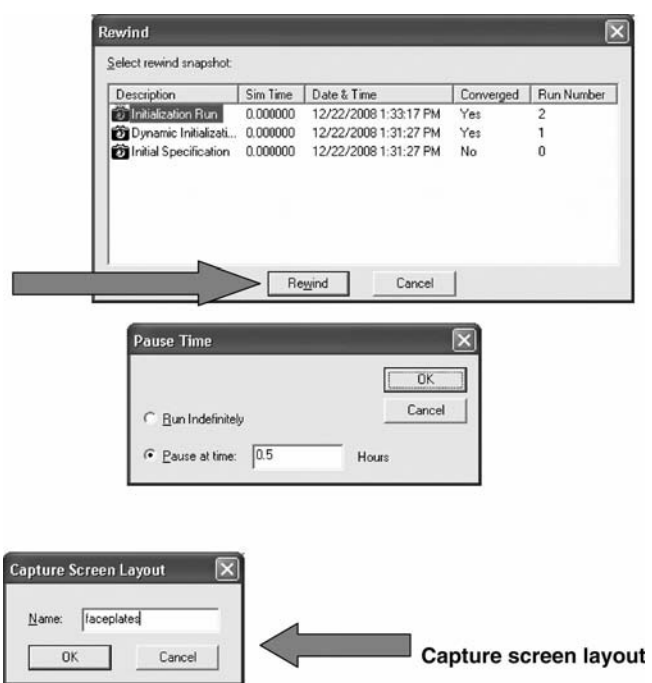 Rewind
Select rewind snapshot:
Description Sim Time Date & Time Converged Run Number
Initialization Run 0.000000 12/22/2008 1:33:17 PM Yes 2
Dynamic Initializati... 0.000000 12/22/2008 1:31:27 PM Yes 1
Initial Specification 0.000000 12/22/2008 1:31:27 PM No 0
Rewind Cancel
Pause Time
OK
Cancel
Run Indefinitely
Pause at time: 0.5 Hours
Capture Screen Layout
Name: faceplates
OK Cancel
Capture screen layout